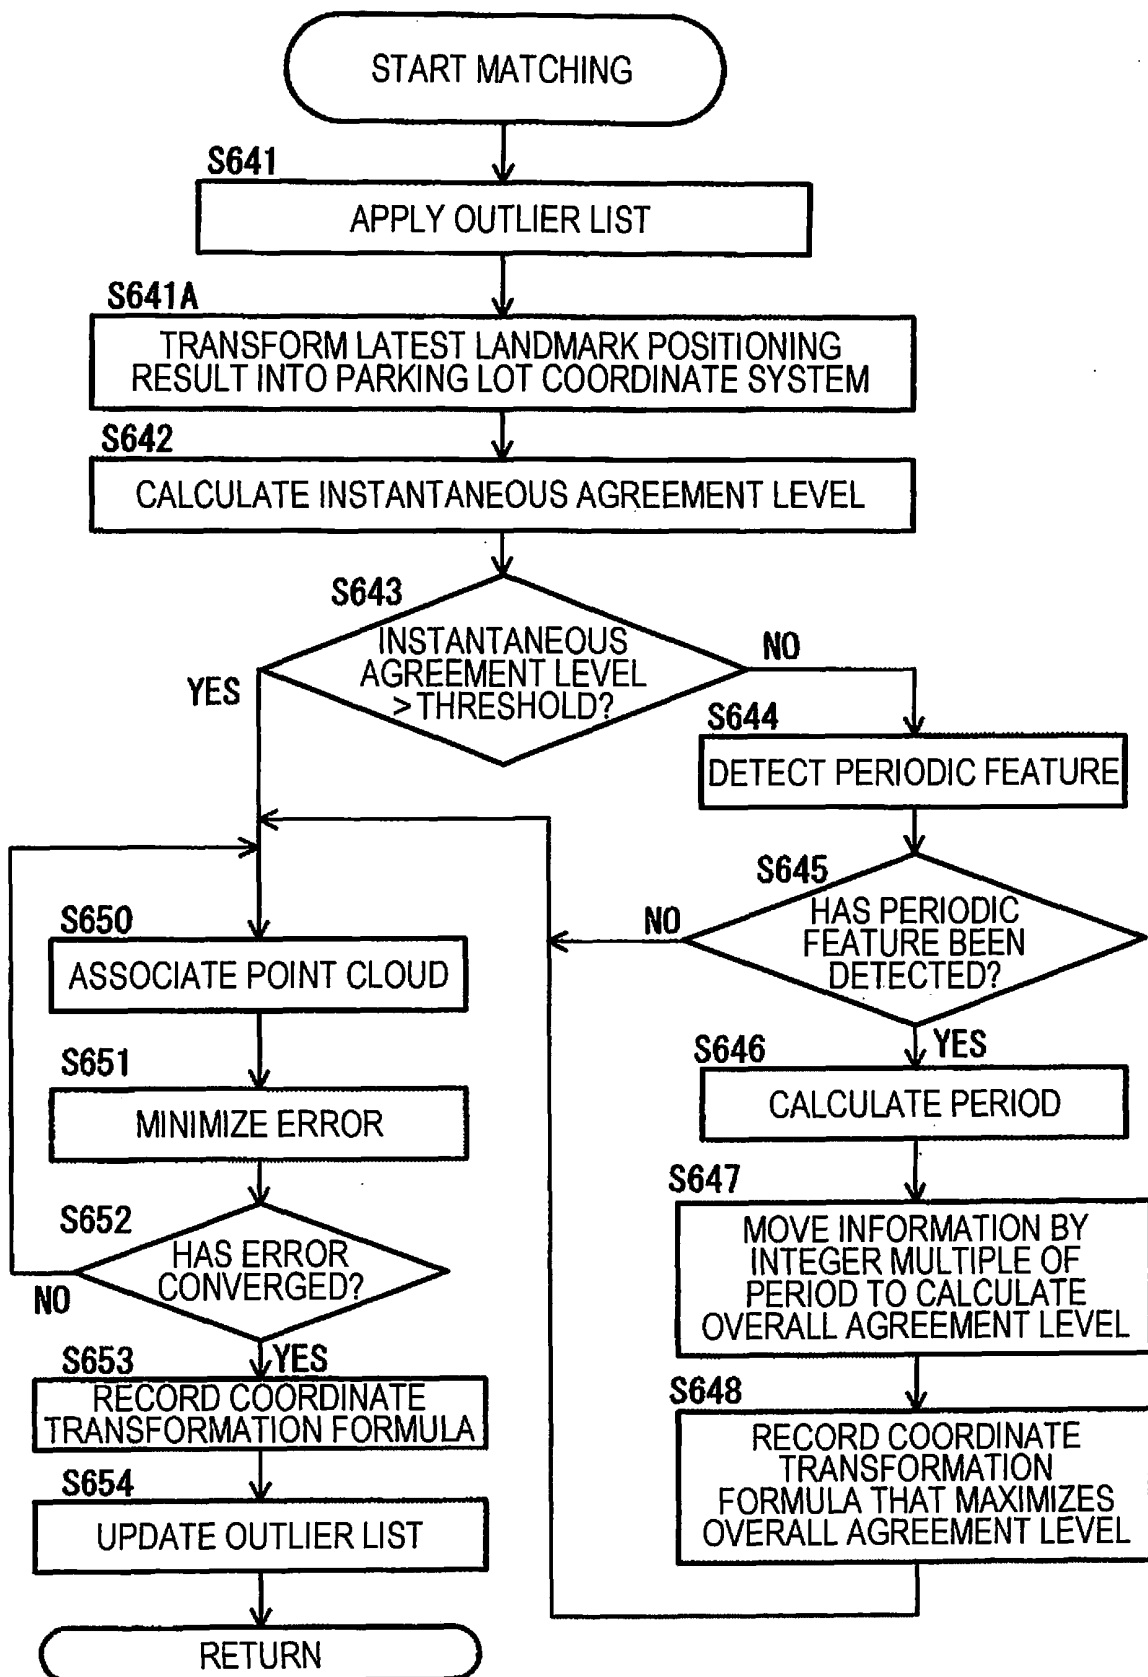 START MATCHING
S641
APPLY OUTLIER LIST
S641A
TRANSFORM LATEST LANDMARK POSITIONING
RESULT INTO PARKING LOT COORDINATE SYSTEM
S642
CALCULATE INSTANTANEOUS AGREEMENT LEVEL
S643
INSTANTANEOUS
AGREEMENT LEVEL
> THRESHOLD?
YES
NO
S644
DETECT PERIODIC FEATURE
S645
HAS PERIODIC
FEATURE BEEN
DETECTED?
NO
YES
S646
CALCULATE PERIOD
S647
MOVE INFORMATION BY
INTEGER MULTIPLE OF
PERIOD TO CALCULATE
OVERALL AGREEMENT LEVEL
S648
RECORD COORDINATE
TRANSFORMATION
FORMULA THAT MAXIMIZES
OVERALL AGREEMENT LEVEL
S650
ASSOCIATE POINT CLOUD
S651
MINIMIZE ERROR
S652
HAS ERROR
CONVERGED?
NO
YES
S653
RECORD COORDINATE
TRANSFORMATION FORMULA
S654
UPDATE OUTLIER LIST
RETURN